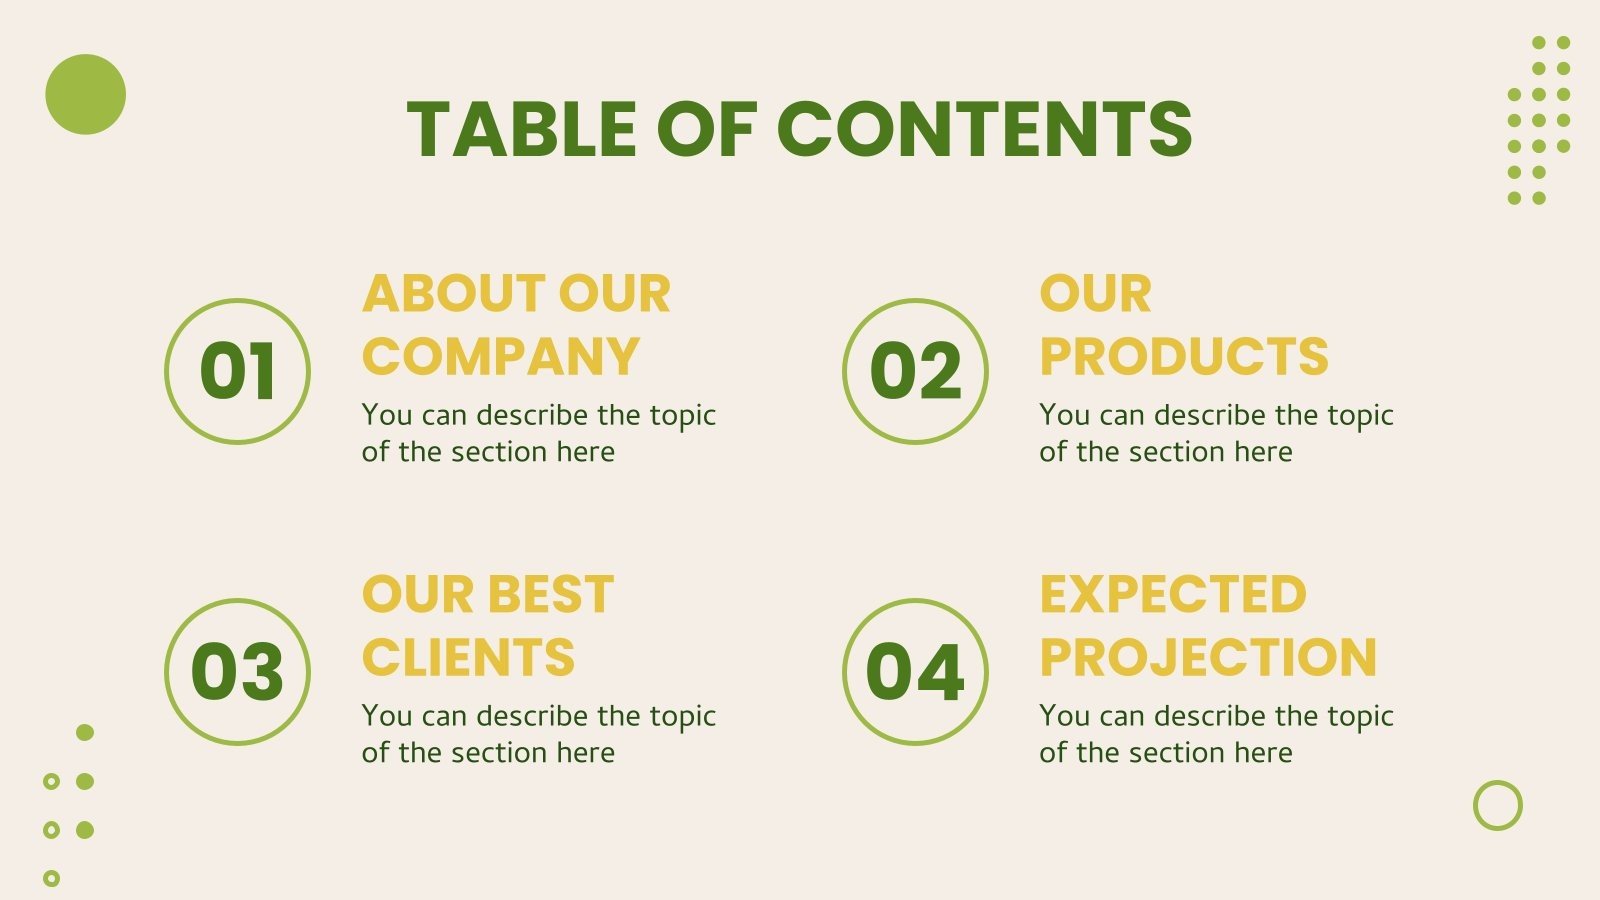 TABLE OF CONTENTS
01
ABOUT OUR
COMPANY
You can describe the topic
of the section here
02
OUR
PRODUCTS
You can describe the topic
of the section here
03
OUR BEST
CLIENTS
You can describe the topic
of the section here
04
EXPECTED
PROJECTION
You can describe the topic
of the section here